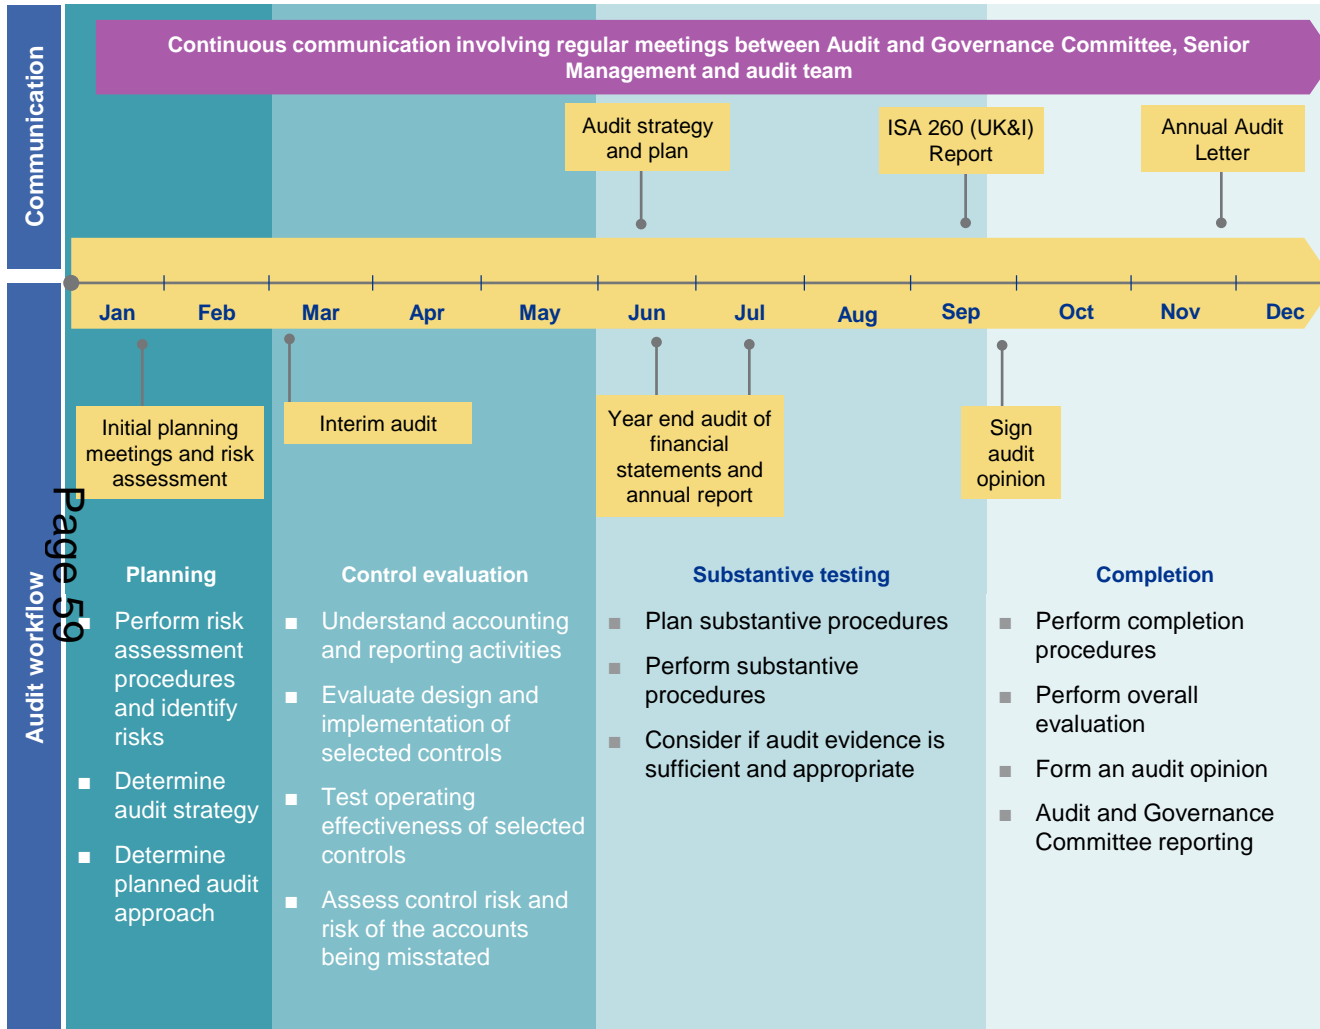 Communication
Continuous communication involving regular meetings between Audit and Governance Committee, Senior
Management and audit team
Audit strategy
and plan
ISA 260 (UK&I)
Report
Annual Audit
Letter
Jan Feb Mar Apr May Jun Jul Aug Sep Oct Nov Dec
Initial planning
meetings and risk
assessment
Interim audit
Year end audit of
financial
statements and
annual report
Sign
audit
opinion
Page 59
Audit workflow
Planning
■ Perform risk
assessment
procedures
and identify
risks
■ Determine
audit strategy
■ Determine
planned audit
approach
Control evaluation
■ Understand accounting
and reporting activities
■ Evaluate design and
implementation of
selected controls
■ Test operating
effectiveness of selected
controls
■ Assess control risk and
risk of the accounts
being misstated
Substantive testing
■ Plan substantive procedures
■ Perform substantive
procedures
■ Consider if audit evidence is
sufficient and appropriate
Completion
■ Perform completion
procedures
■ Perform overall
evaluation
■ Form an audit opinion
■ Audit and Governance
Committee reporting